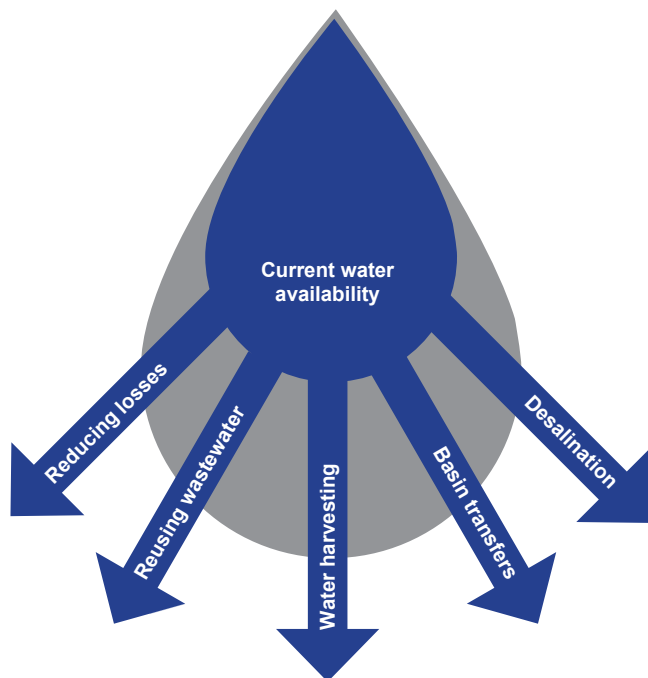 Current water
availability
Reducing losses
Reusing wastewater
Water harvesting
Basin transfers
Desalination